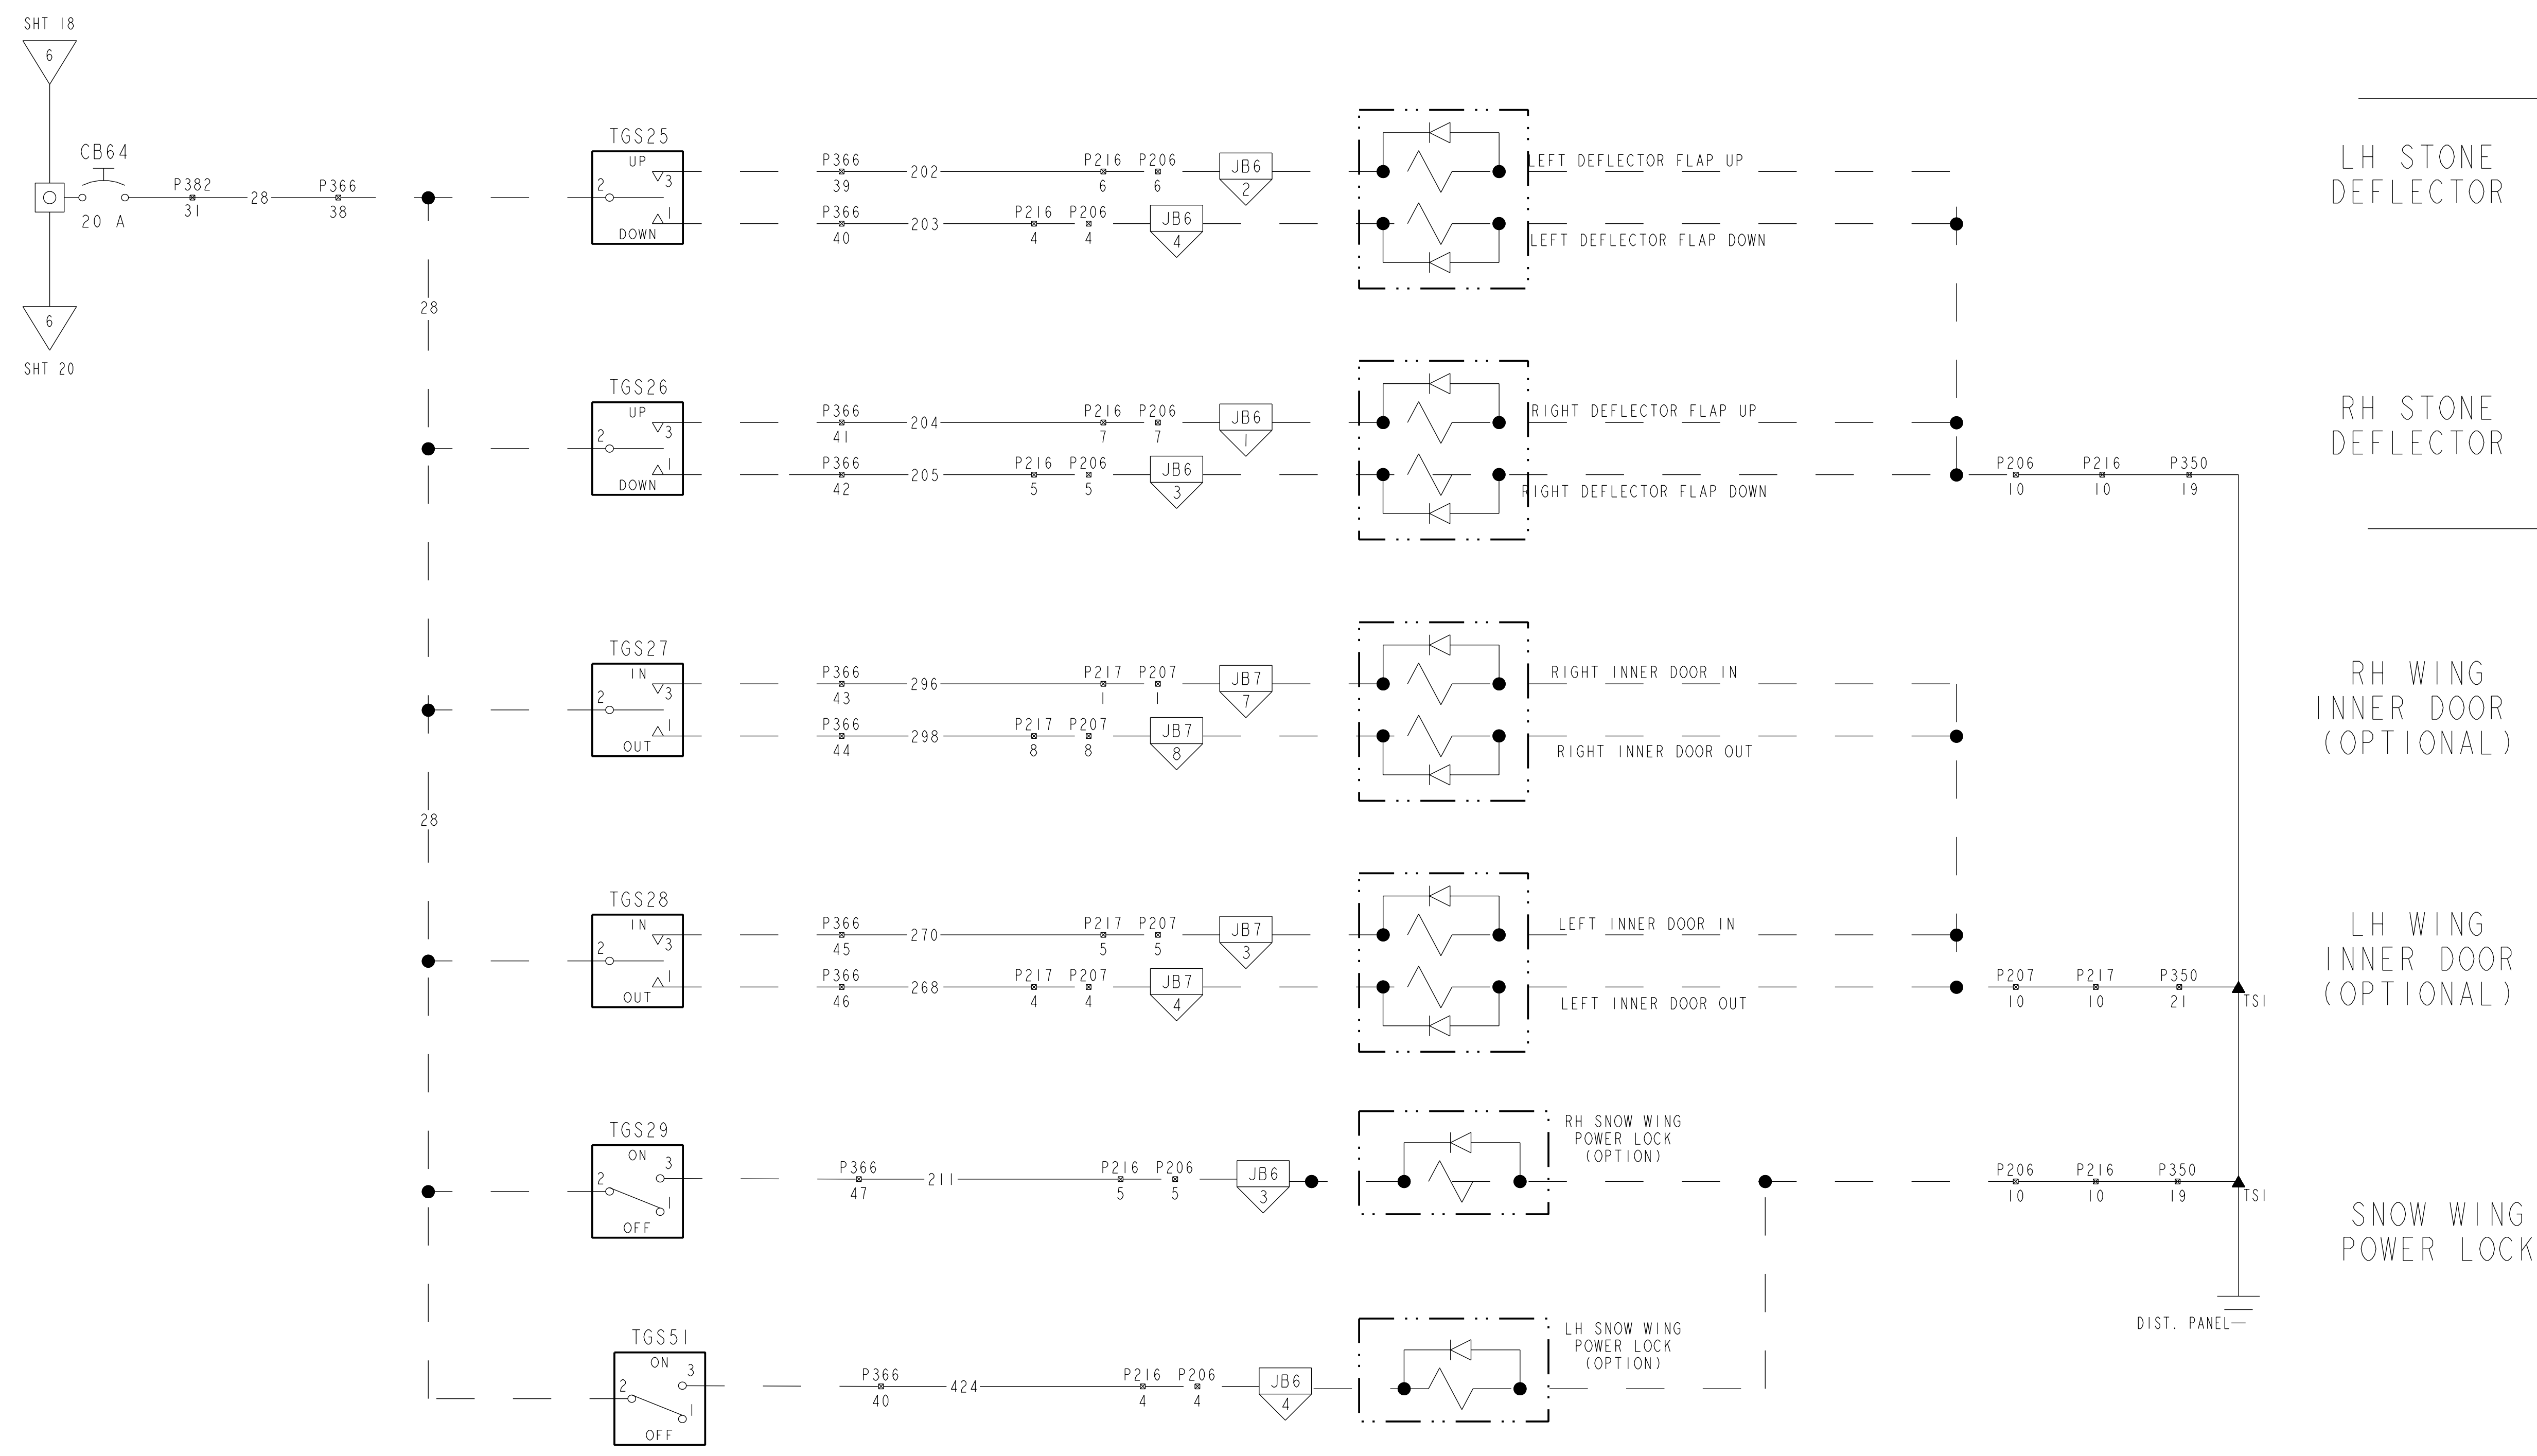 SHT 18
6
CB64
20 A
P382
31
28
P366
38
6
SHT 20
28
28
TGS25
UP
2
3
1
DOWN
P366
39
202
P216
6
P206
6
JB6
2
P366
40
203
P216
4
P206
4
JB6
4
LEFT DEFLECTOR FLAP UP
LEFT DEFLECTOR FLAP DOWN
LH STONE
DEFLECTOR
TGS26
UP
2
3
1
DOWN
P366
41
204
P216
7
P206
7
JB6
1
P366
42
205
P216
5
P206
5
JB6
3
RIGHT DEFLECTOR FLAP UP
RIGHT DEFLECTOR FLAP DOWN
P206
10
P216
10
P350
19
RH STONE
DEFLECTOR
TGS27
IN
2
3
1
OUT
P366
43
296
P217
1
P207
1
JB7
7
P366
44
298
P217
8
P207
8
JB7
8
RIGHT INNER DOOR IN
RIGHT INNER DOOR OUT
RH WING
INNER DOOR
(OPTIONAL)
TGS28
IN
2
3
1
OUT
P366
45
270
P217
5
P207
5
JB7
3
P366
46
268
P217
4
P207
4
JB7
4
LEFT INNER DOOR IN
LEFT INNER DOOR OUT
P207
10
P217
10
P350
21
TS1
LH WING
INNER DOOR
(OPTIONAL)
TGS29
ON
2
3
1
OFF
P366
47
211
P216
5
P206
5
JB6
3
RH SNOW WING
POWER LOCK
(OPTION)
P206
10
P216
10
P350
19
TS1
SNOW WING
POWER LOCK
TGS51
ON
2
3
1
OFF
P366
40
424
P216
4
P206
4
JB6
4
LH SNOW WING
POWER LOCK
(OPTION)
DIST. PANEL